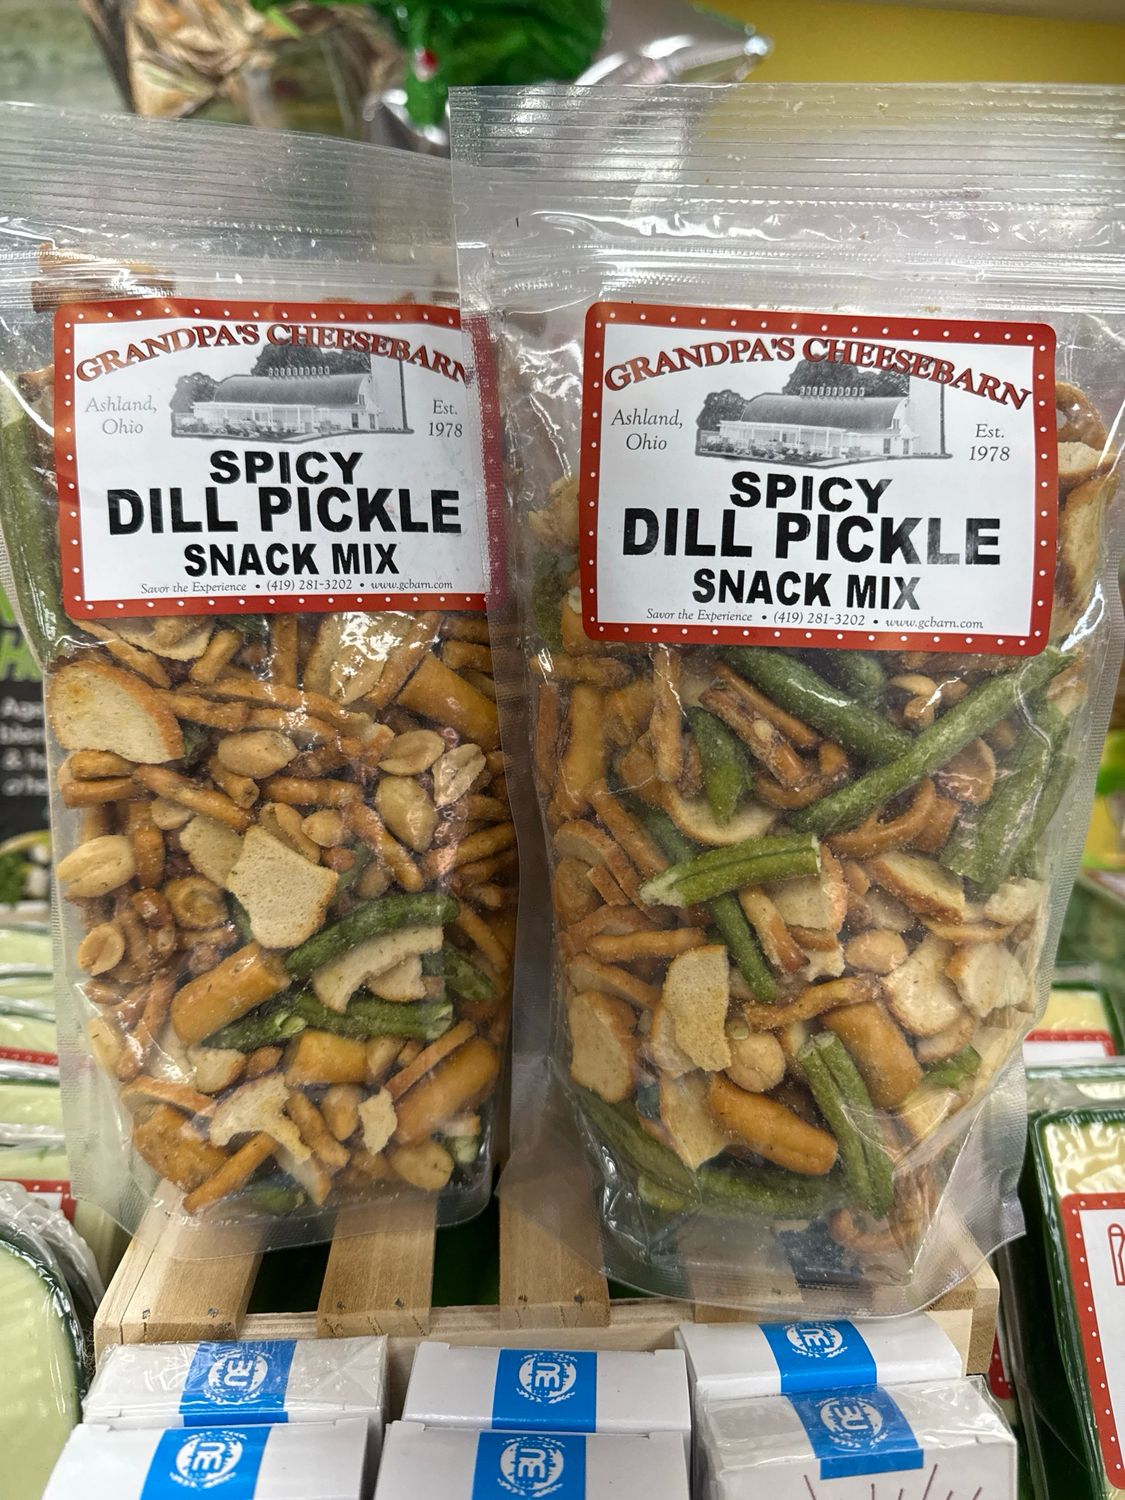 GRANDPA'S CHEESEBARN
Ashland,
Ohio
Est.
1978
SPICY
DILL PICKLE
SNACK MIX
Savor the Experience • (419) 281-3202 • www.gcbarn.com
GRANDPA'S CHEESEBARN
Ashland,
Ohio
Est.
1978
SPICY
DILL PICKLE
SNACK MIX
Savor the Experience • (419) 281-3202 • www.gcbarn.com